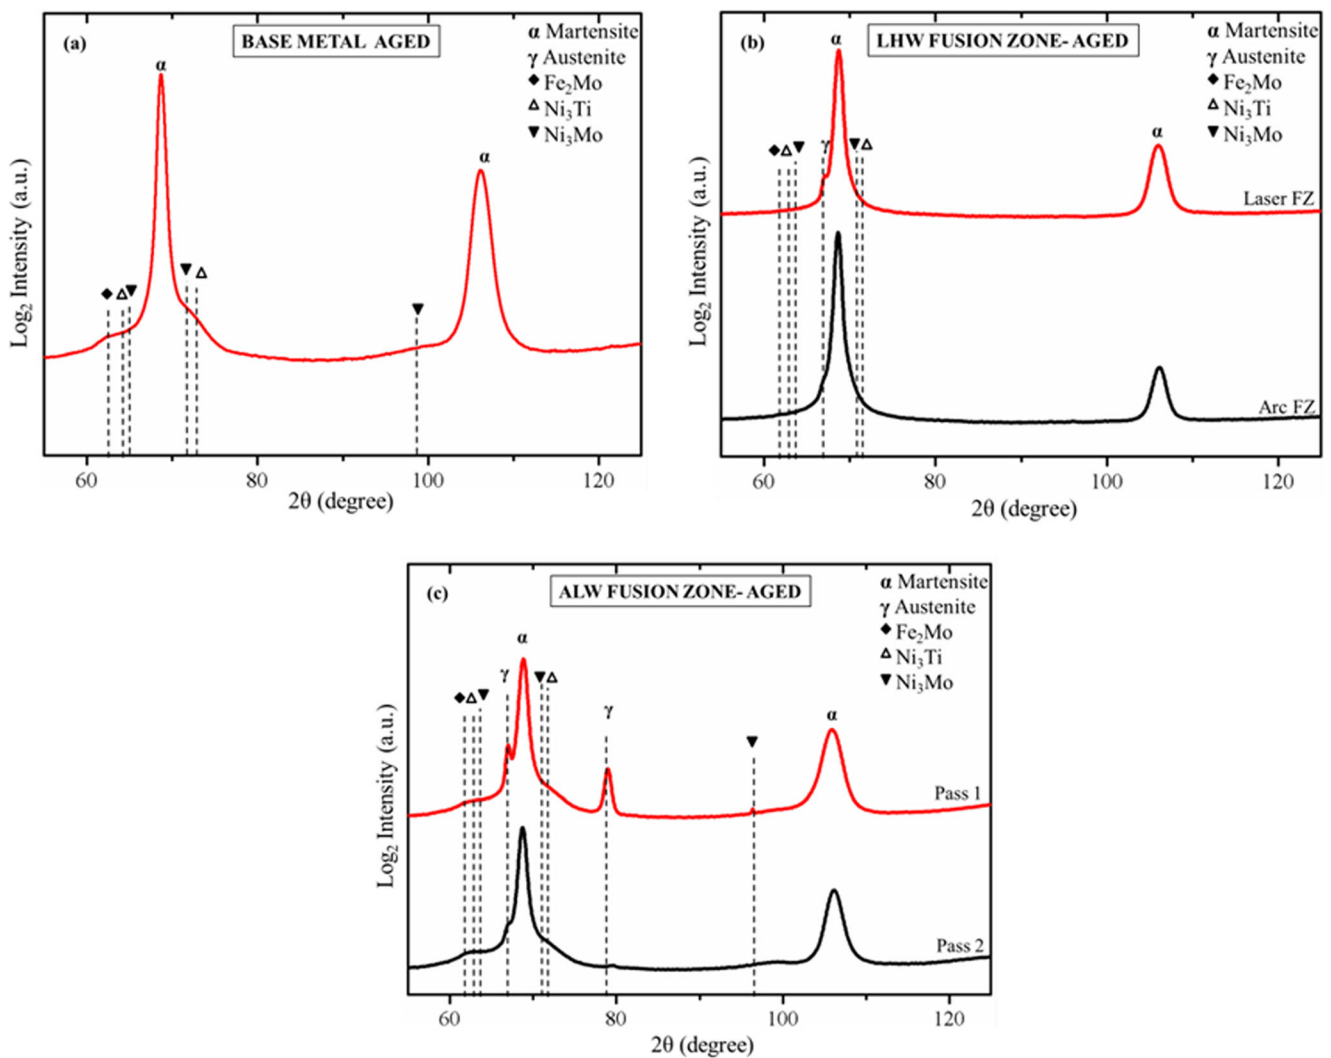 (a)
BASE METAL AGED
α Martensite
γ Austenite
◆ Fe₂Mo
△ Ni₃Ti
▼ Ni₃Mo
α
α
Log₂ Intensity (a.u.)
60 80 100 120
2θ (degree)
(b)
LHW FUSION ZONE- AGED
α Martensite
γ Austenite
◆ Fe₂Mo
△ Ni₃Ti
▼ Ni₃Mo
α
γ
α
Laser FZ
Arc FZ
Log₂ Intensity (a.u.)
60 80 100 120
2θ (degree)
(c)
ALW FUSION ZONE- AGED
α Martensite
γ Austenite
◆ Fe₂Mo
△ Ni₃Ti
▼ Ni₃Mo
α
γ
γ
α
Pass 1
Pass 2
Log₂ Intensity (a.u.)
60 80 100 120
2θ (degree)